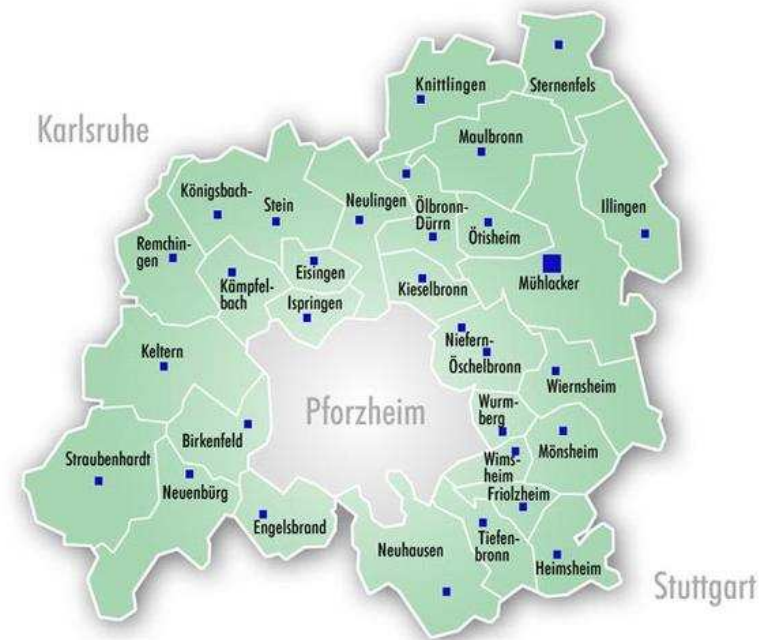 Knittlingen
Sternenfels
Karlsruhe
Maulbronn
Königsbach-
Stein
Neulingen
Ölbronn-
Dürrn
Ötisheim
Illingen
Remchin-
gen
Eisingen
Kämpfel-
bach
Ispringen
Kieselbronn
Mühlacker
Keltern
Niefern-
Öschelbronn
Wiernsheim
Pforzheim
Wurm-
berg
Birkenfeld
Mönsheim
Straubenhardt
Wims-
heim
Neuenbürg
Friolzheim
Engelsbrand
Neuhausen
Tiefen-
bronn
Heimsheim
Stuttgart